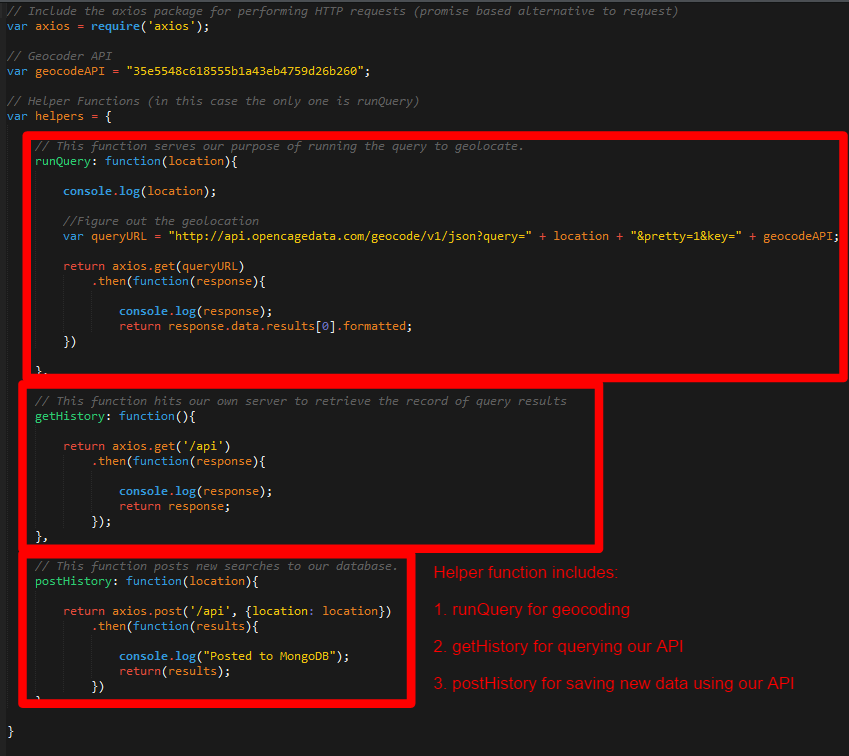 // Include the axios package for performing HTTP requests (promise based alternative to request)
var axios = require('axios');
// Geocoder API
var geocodeAPI = "35e5548c618555b1a43eb4759d26b260";
// Helper Functions (in this case the only one is runQuery)
var helpers = {
// This function serves our purpose of running the query to geolocate.
runQuery: function(location){
console.log(location);
//Figure out the geolocation
var queryURL = "http://api.opencagedata.com/geocode/v1/json?query=" + location + "&pretty=1&key=" + geocodeAPI;
return axios.get(queryURL)
.then(function(response){
console.log(response);
return response.data.results[0].formatted;
})
},
// This function hits our own server to retrieve the record of query results
getHistory: function(){
return axios.get('/api')
.then(function(response){
console.log(response);
return response;
});
},
// This function posts new searches to our database.
postHistory: function(location){
return axios.post('/api', {location: location})
.then(function(results){
console.log("Posted to MongoDB");
return(results);
})
}
}
Helper function includes:
1. runQuery for geocoding
2. getHistory for querying our API
3. postHistory for saving new data using our API